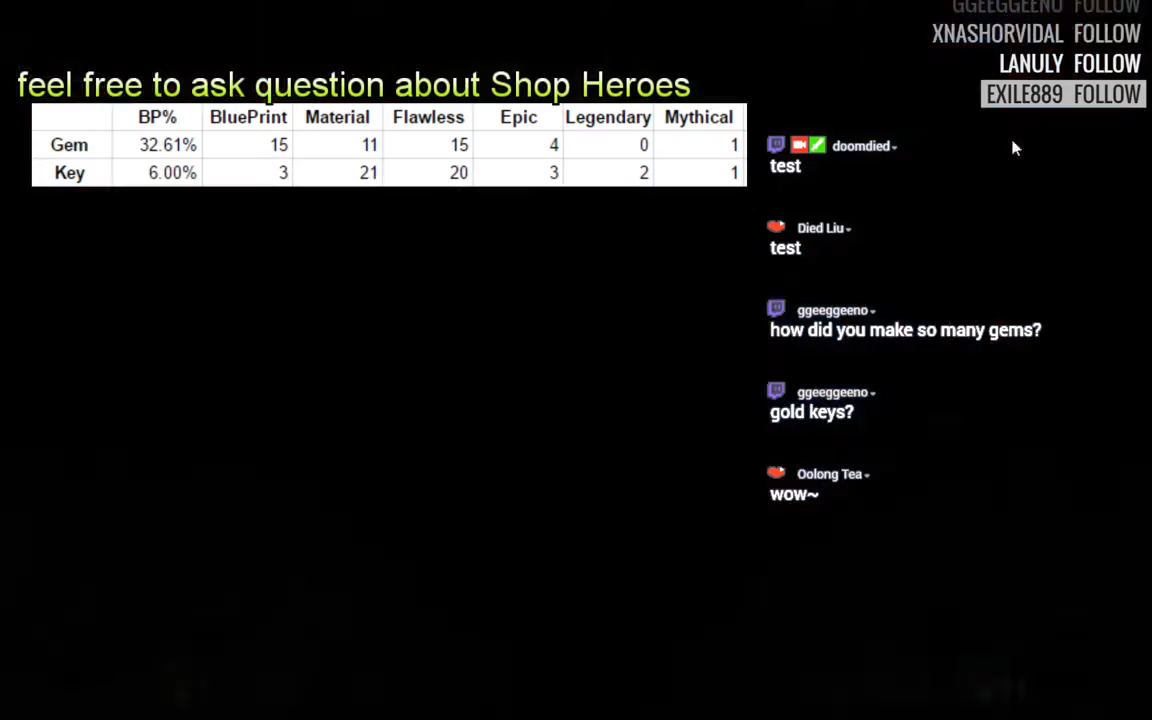 GGEEGGEENO FOLLOW
XNASHORVIDAL FOLLOW
LANULY FOLLOW
EXILE889 FOLLOW
feel free to ask question about Shop Heroes
BP% BluePrint Material Flawless Epic Legendary Mythical
Gem 32.61% 15 11 15 4 0 1
Key 6.00% 3 21 20 3 2 1
doomdied
test
Died Liu
test
ggeeggeeno
how did you make so many gems?
ggeeggeeno
gold keys?
Oolong Tea
wow~